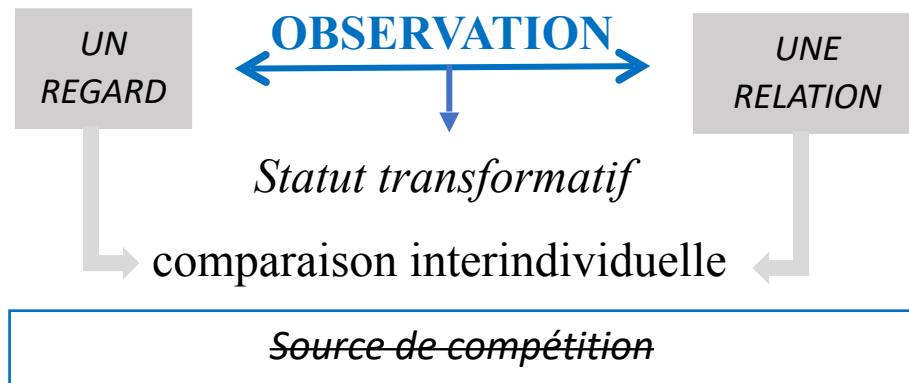 UN
REGARD
OBSERVATION
UNE
RELATION
Statut transformatif
comparaison interindividuelle
Source de compétition